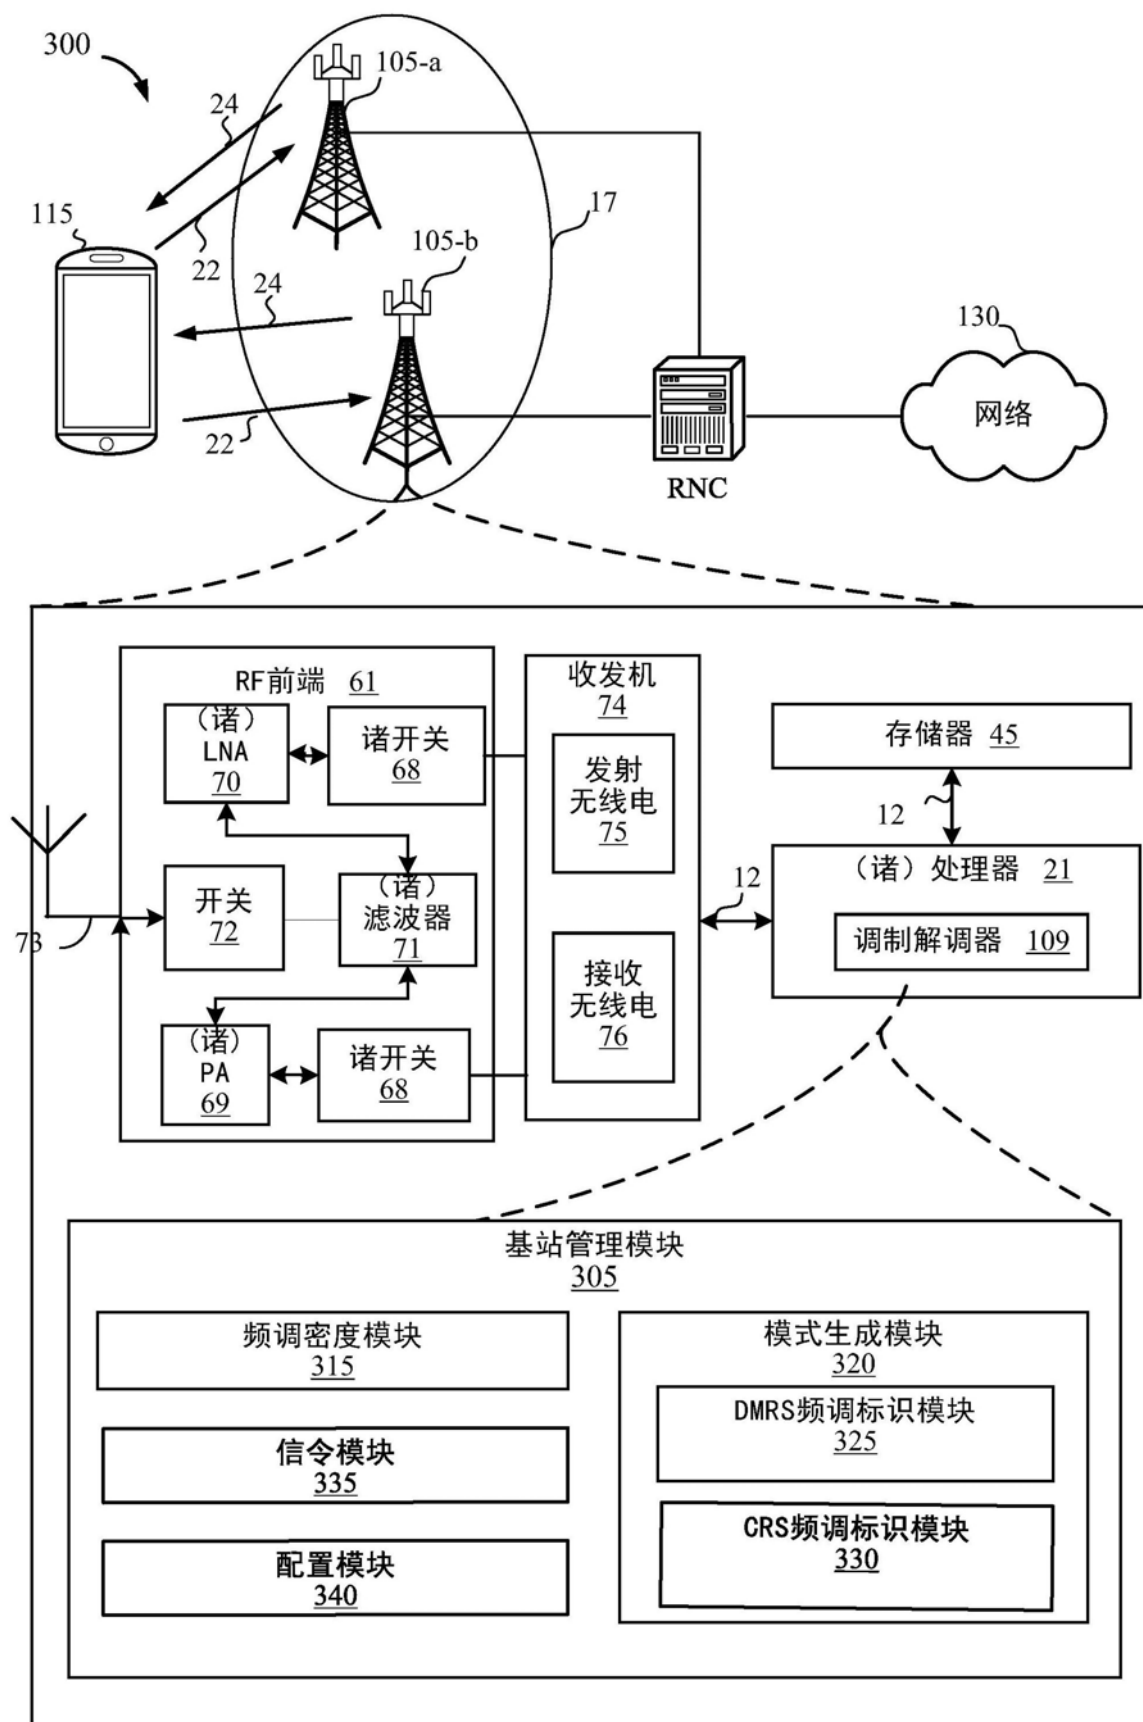 300
105-a
24
17
115
22
105-b
24
130
网络
22
RNC
RF前端 61
(诸)
LNA
70
诸开关
68
收发机
74
发射
无线电
75
存储器 45
12
(诸)处理器 21
12
调制解调器 109
开关
72
(诸)
滤波器
71
73
接收
无线电
76
(诸)
PA
69
诸开关
68
基站管理模块
305
频调密度模块
315
信令模块
335
配置模块
340
模式生成模块
320
DMRS频调标识模块
325
CRS频调标识模块
330